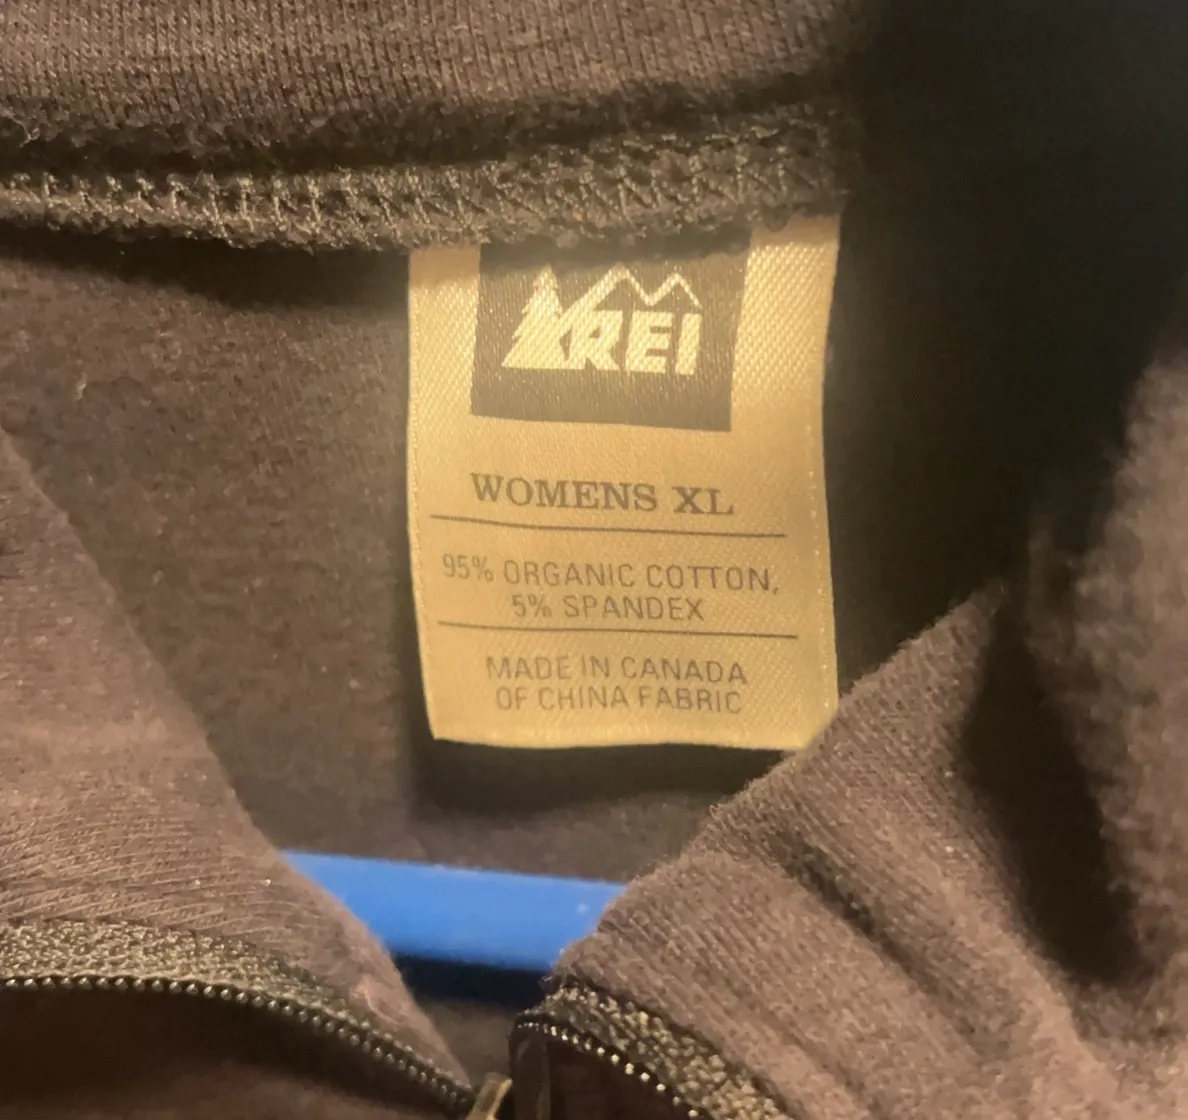 REI
WOMENS XL
95% ORGANIC COTTON,
5% SPANDEX
MADE IN CANADA
OF CHINA FABRIC